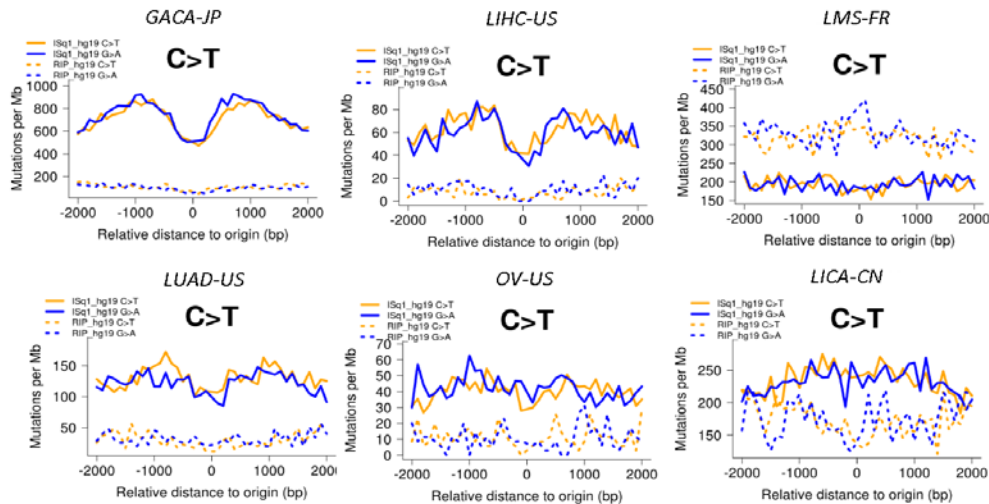 GACA-JP
ISq1_hg19 C>T
ISq1_hg19 G>A
RIP_hg19 C>T
RIP_hg19 G>A
C>T
Mutations per Mb
1000
800
600
400
200
-2000 -1000 0 1000 2000
Relative distance to origin (bp)
LIHC-US
ISq1_hg19 C>T
ISq1_hg19 G>A
RIP_hg19 C>T
RIP_hg19 G>A
C>T
Mutations per Mb
100
80
60
40
20
0
-2000 -1000 0 1000 2000
Relative distance to origin (bp)
LMS-FR
ISq1_hg19 C>T
ISq1_hg19 G>A
RIP_hg19 C>T
RIP_hg19 G>A
C>T
Mutations per Mb
450
400
350
300
250
200
150
-2000 -1000 0 1000 2000
Relative distance to origin (bp)
LUAD-US
ISq1_hg19 C>T
ISq1_hg19 G>A
RIP_hg19 C>T
RIP_hg19 G>A
C>T
Mutations per Mb
150
100
50
-2000 -1000 0 1000 2000
Relative distance to origin (bp)
OV-US
ISq1_hg19 C>T
ISq1_hg19 G>A
RIP_hg19 C>T
RIP_hg19 G>A
C>T
Mutations per Mb
70
60
50
40
30
20
10
0
-2000 -1000 0 1000 2000
Relative distance to origin (bp)
LICA-CN
ISq1_hg19 C>T
ISq1_hg19 G>A
RIP_hg19 C>T
RIP_hg19 G>A
C>T
Mutations per Mb
300
250
200
150
-2000 -1000 0 1000 2000
Relative distance to origin (bp)